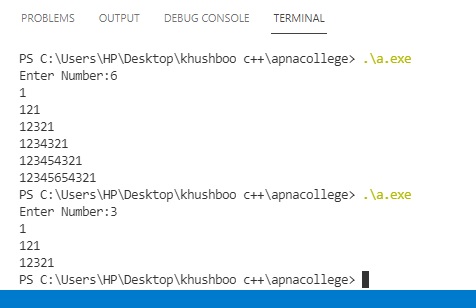 PROBLEMS OUTPUT DEBUG CONSOLE TERMINAL
PS C:\Users\HP\Desktop\khushboo c++\apnacollege> .\a.exe
Enter Number:6
1
121
12321
1234321
123454321
12345654321
PS C:\Users\HP\Desktop\khushboo c++\apnacollege> .\a.exe
Enter Number:3
1
121
12321
PS C:\Users\HP\Desktop\khushboo c++\apnacollege>